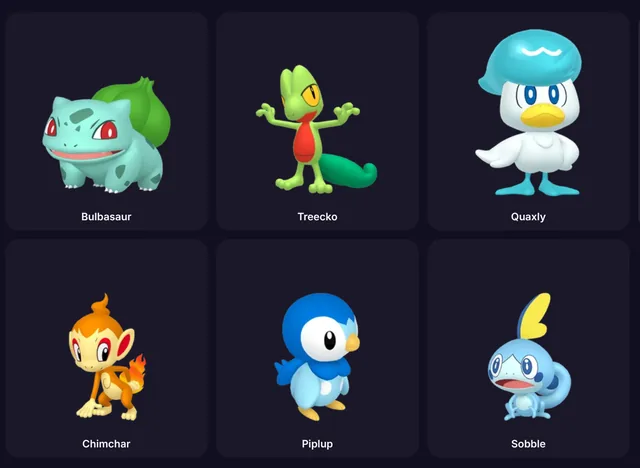 Bulbasaur
Treecko
Quaxly
Chimchar
Piplup
Sobble